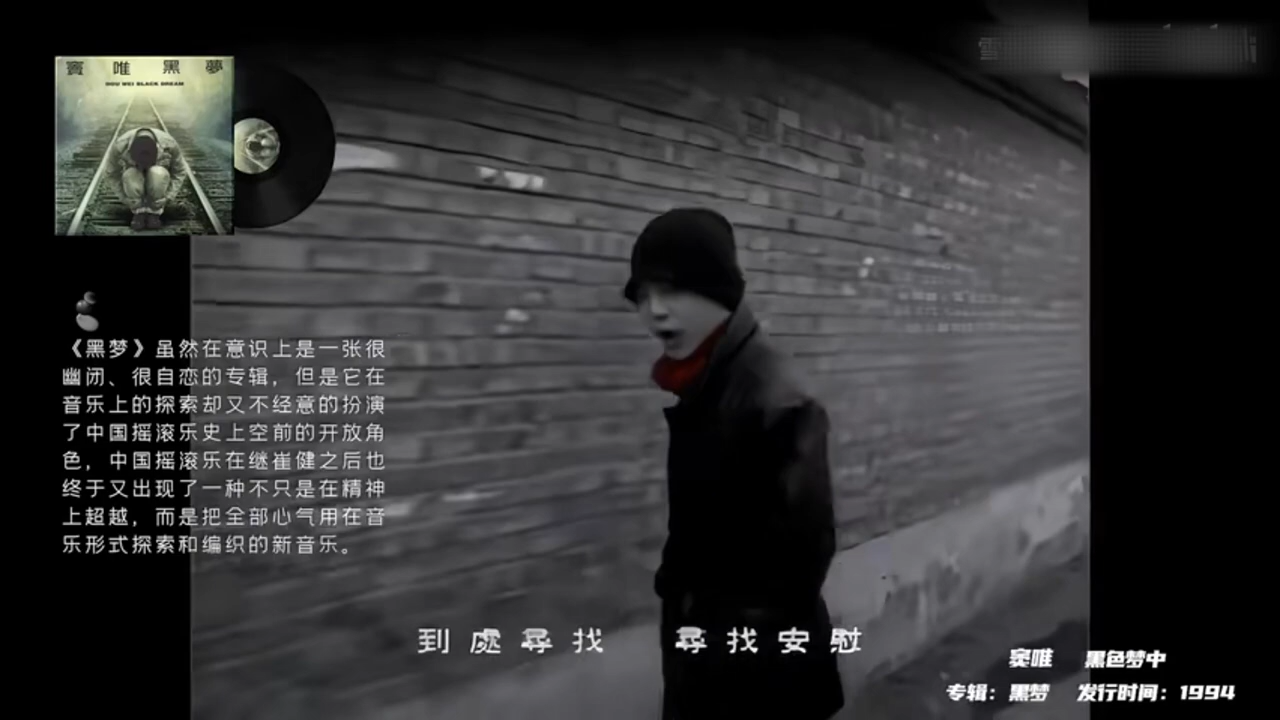 竇唯黑夢
DOU WEI BLACK DREAM
《黑梦》虽然在意识上是一张很
幽闭、很自恋的专辑，但是它在
音乐上的探索却又不经意的扮演
了中国摇滚乐史上空前的开放角
色，中国摇滚乐在继崔健之后也
终于又出现了一种不只是在精神
上超越，而是把全部心气用在音
乐形式探索和编织的新音乐。
到處尋找 尋找安慰
窦唯 黑色梦中
专辑：黑梦 发行时间：1994